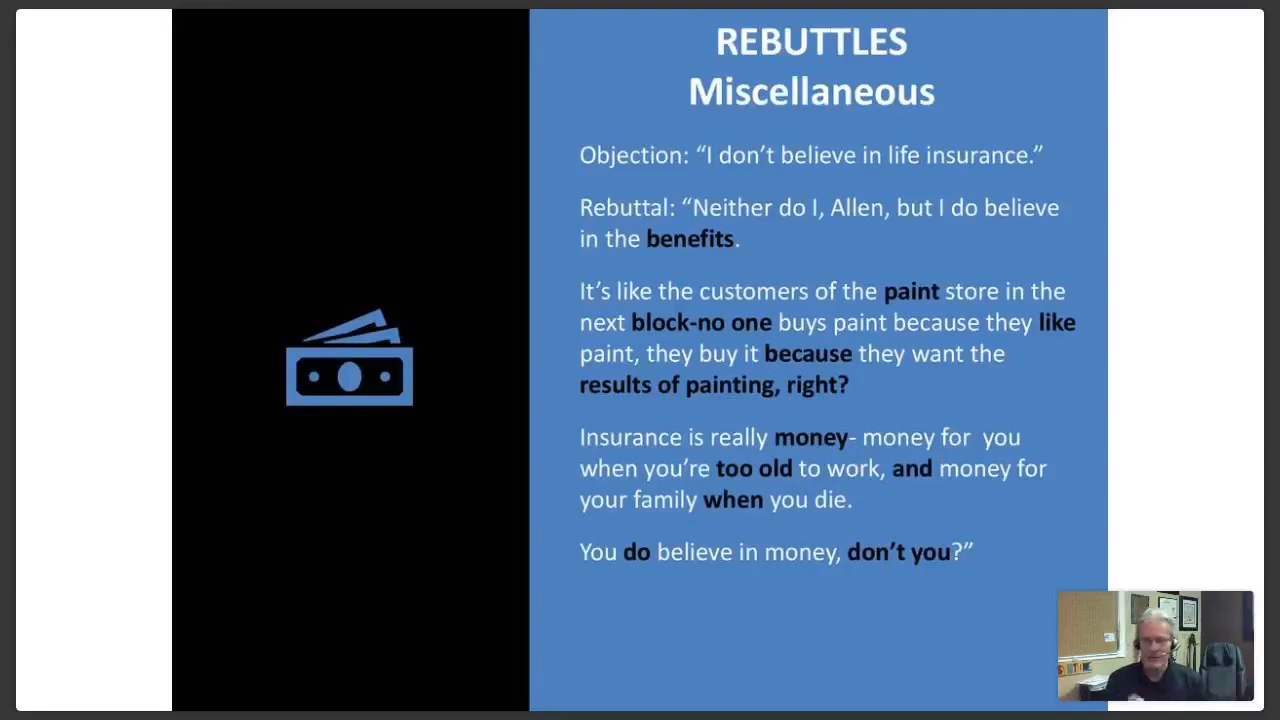 REBUTTLES
Miscellaneous
Objection: “I don’t believe in life insurance.”
Rebuttal: “Neither do I, Allen, but I do believe
in the benefits.
It’s like the customers of the paint store in the
next block-no one buys paint because they like
paint, they buy it because they want the
results of painting, right?
Insurance is really money- money for  you
when you’re too old to work, and money for
your family when you die.
You do believe in money, don’t you?”